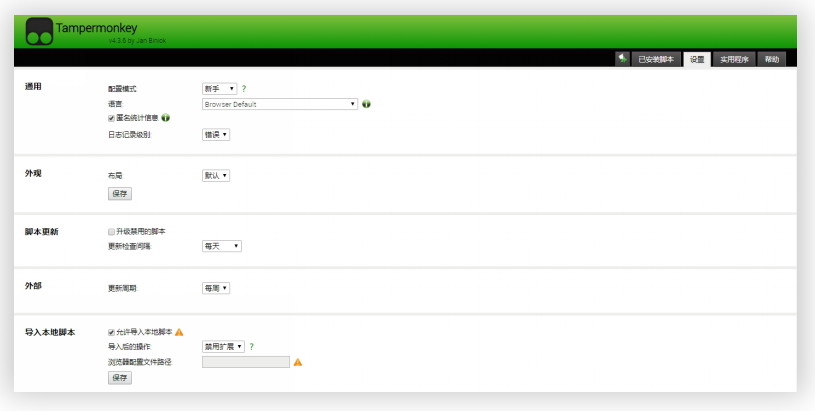 Tampermonkey
v4.3.6 by Jan Biniok
已安装脚本 设置 实用程序 帮助
通用
配置模式 新手 ?
语言 Browser Default
匿名统计信息
日志记录级别: 错误
外观
布局 默认
保存
脚本更新
升级禁用的脚本
更新检查间隔: 每天
外部
更新周期: 每周
导入本地脚本
允许导入本地脚本
导入后的操作: 禁用扩展 ?
浏览器配置文件路径:
保存